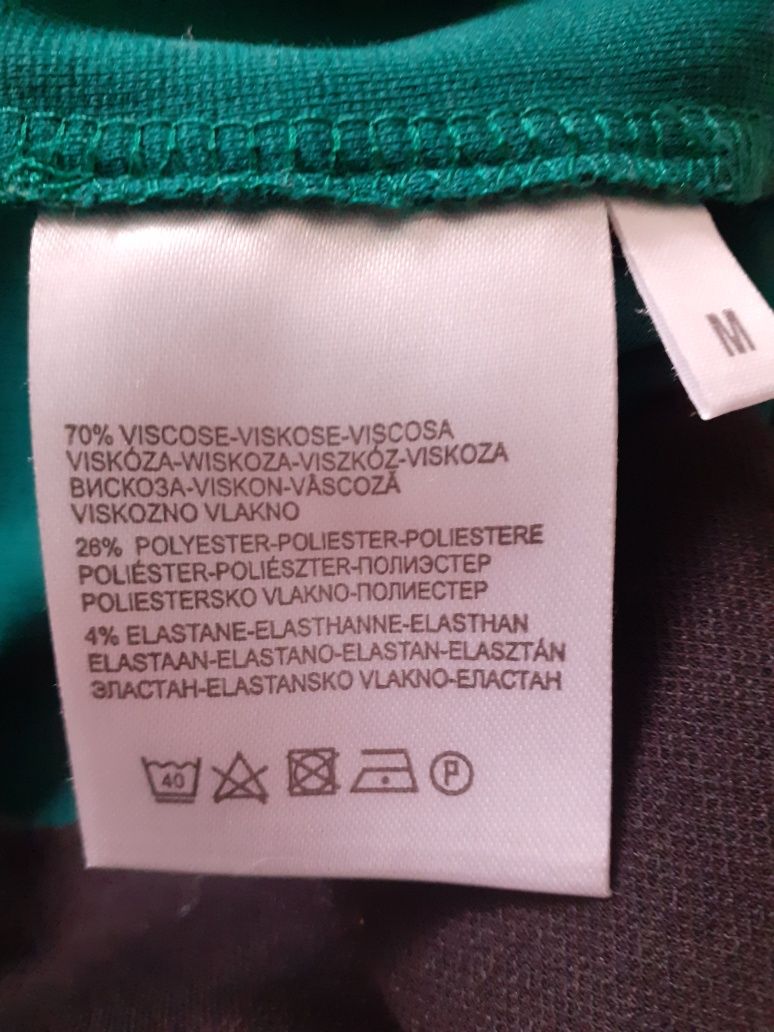 M
70% VISCOSE-VISKOSE-VISCOSA
VISKÓZA-WISKOZA-VISZKÓZ-VISKOZA
ВИСКОЗА-VISKON-VÂSCOZĂ
VISKOZNO VLAKNO
26% POLYESTER-POLIESTER-POLIESTERE
POLIÉSTER-POLIÉSZTER-ПОЛИЭСТЕР
POLIESTERSKO VLAKNO-ПОЛИЕСТЕР
4% ELASTANE-ELASTHANNE-ELASTHAN
ELASTAAN-ELASTANO-ELASTAN-ELASZTÁN
ЭЛАСТАН-ELASTANSKO VLAKNO-ЕЛАСТАН
40 P